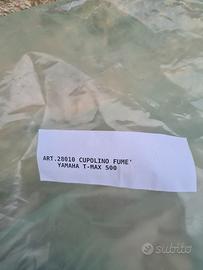 ART.28010 CUPOLINO FUME'
YAMAHA T-MAX 500
subito